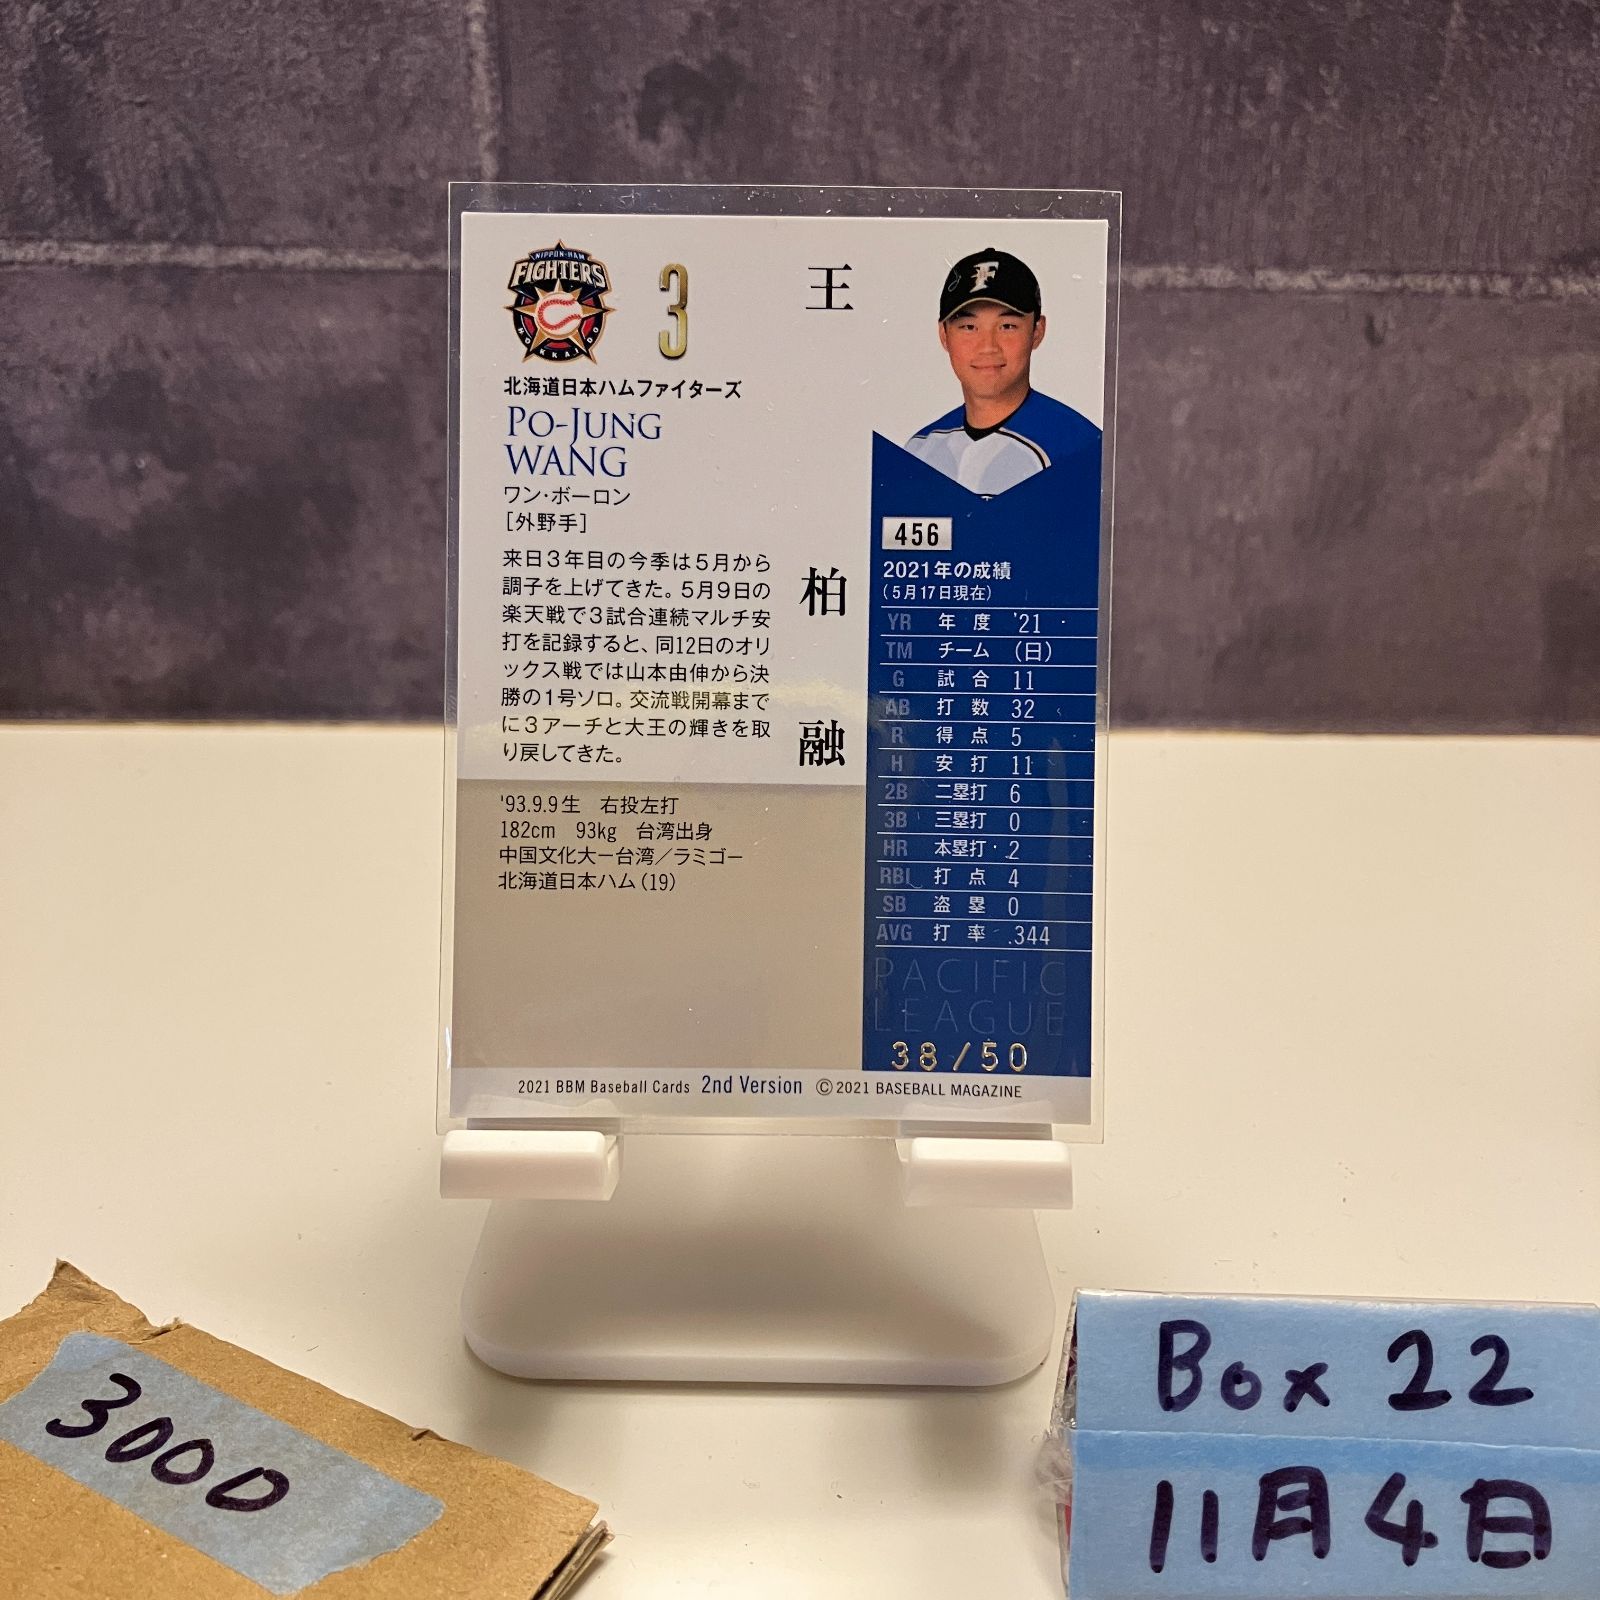 NIPPON-HAM
FIGHTERS
HOKKAIDO
3
北海道日本ハムファイターズ
PO-JUNG
WANG
ワン・ボーロン
[外野手]
来日3年目の今季は5月から
調子を上げてきた。5月9日の
楽天戦で3試合連続マルチ安
打を記録すると、同12日のオリ
ックス戦では山本由伸から決
勝の1号ソロ。交流戦開幕まで
に3アーチと大王の輝きを取
り戻してきた。
'93.9.9生 右投左打
182cm 93kg 台湾出身
中国文化大ー台湾／ラミゴー
北海道日本ハム(19)
王
柏
融
F
456
2021年の成績
(5月17日現在)
YR 年度 '21
TM チーム (日)
G 試合 11
AB 打数 32
R 得点 5
H 安打 11
2B 二塁打 6
3B 三塁打 0
HR 本塁打 2
RBI 打点 4
SB 盗塁 0
AVG 打率 .344
PACIFIC
LEAGUE
38/50
2021 BBM Baseball Cards 2nd Version ©2021 BASEBALL MAGAZINE
300D
Box 22
11月4日